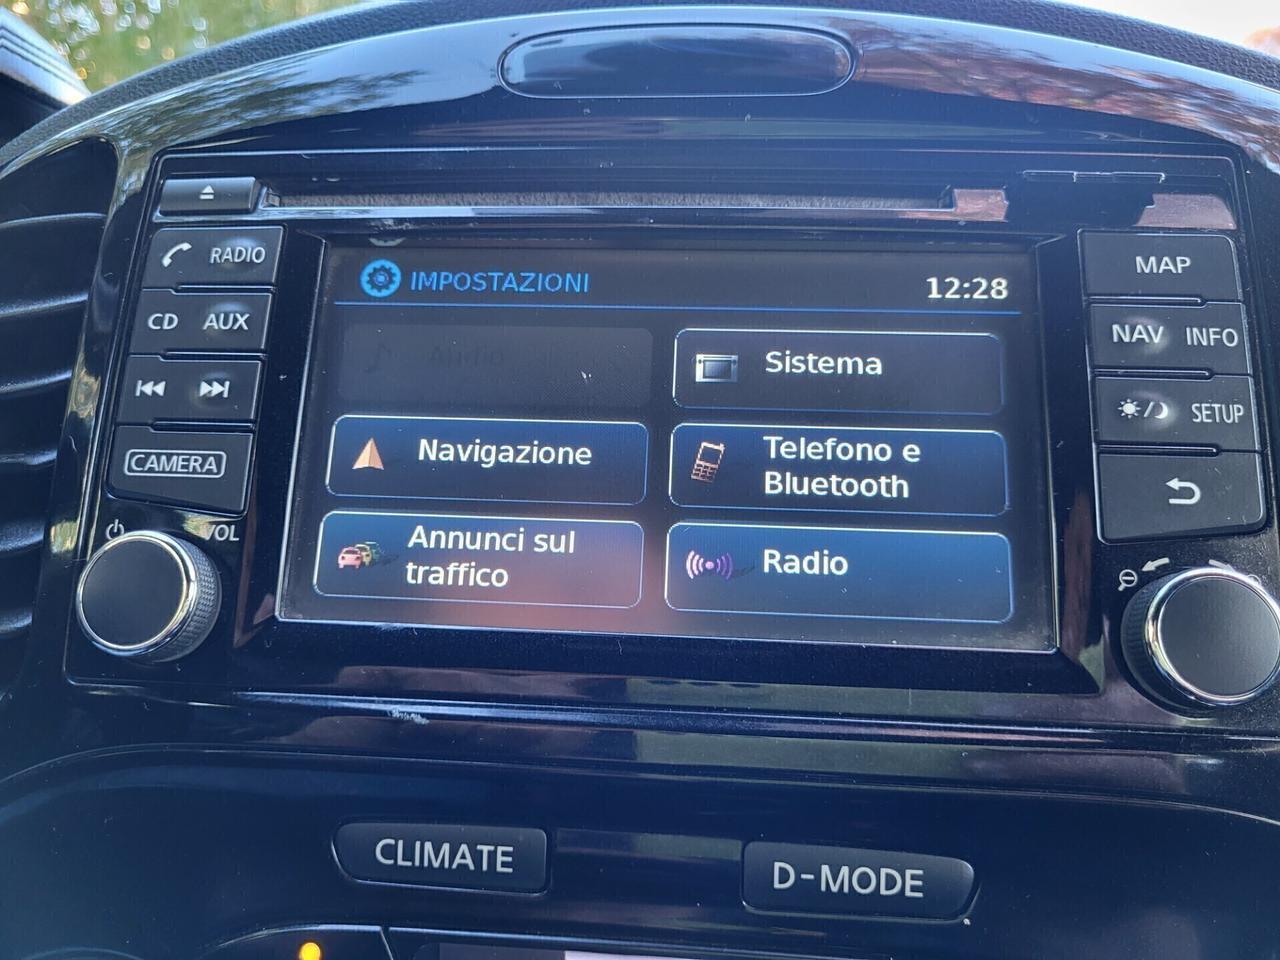 RADIO
CD AUX
CAMERA
VOL
IMPOSTAZIONI 12:28
Audio
Sistema
Navigazione
Telefono e
Bluetooth
Annunci sul
traffico
Radio
MAP
NAV INFO
SETUP
CLIMATE
D-MODE